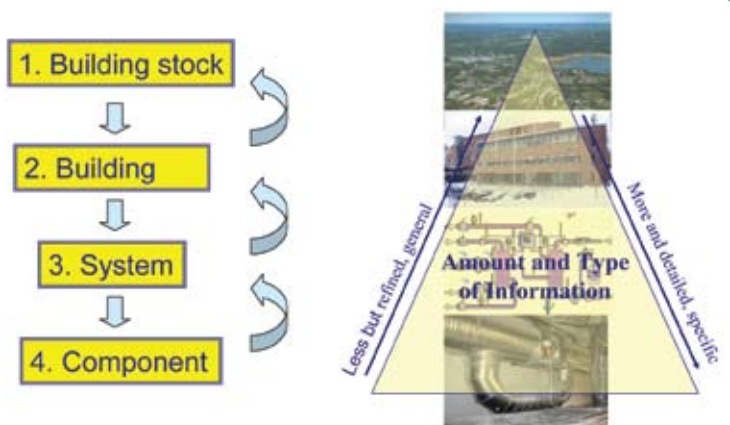 1. Building stock
2. Building
3. System
4. Component
Less but refined, general
Amount and Type
of Information
More and detailed, specific